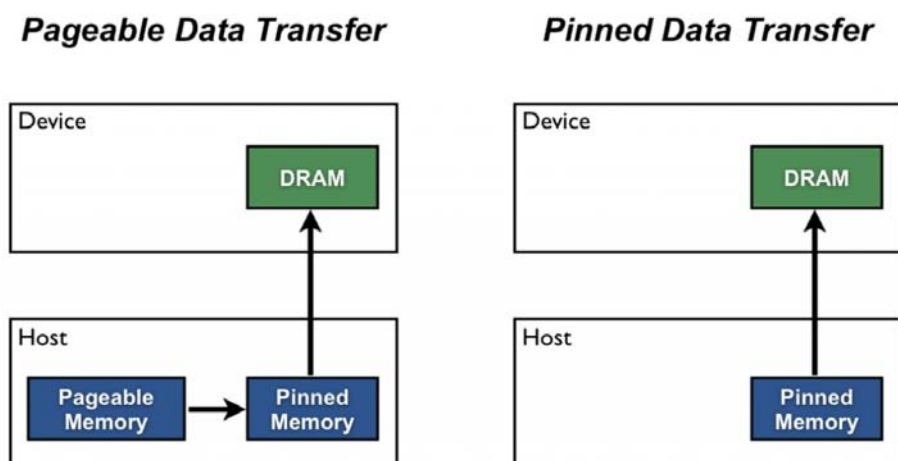 Pageable Data Transfer
Pinned Data Transfer
Device
DRAM
Device
DRAM
Host
Pageable
Memory
Pinned
Memory
Host
Pinned
Memory